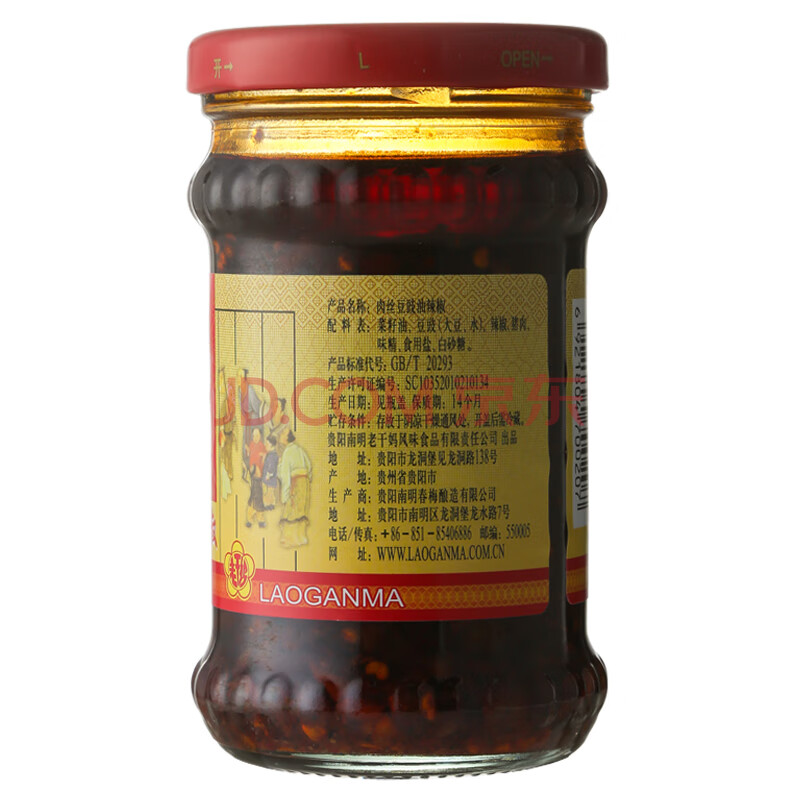 开→ L OPEN←
产品名称：肉丝豆豉油辣椒
配 料 表：菜籽油、豆豉(大豆、水)、辣椒、猪肉、
味精、食用盐、白砂糖。
产品标准代号：GB/T 20293
生产许可证编号：SC10352010210134
生产日期：见瓶盖 保质期：14个月
贮存条件：存放于阴凉干燥通风处，开盖后需冷藏。
贵阳南明老干妈风味食品有限责任公司 出品
地 址：贵阳市龙洞堡见龙洞路138号
产 地：贵州省贵阳市
生 产 商：贵阳南明春梅酿造有限公司
地 址：贵阳市南明区龙洞堡龙水路7号
电话/传真：+86-851-85406886 邮编：550005
网 址：WWW.LAOGANMA.COM.CN
LAOGANMA
JD.COM 京东